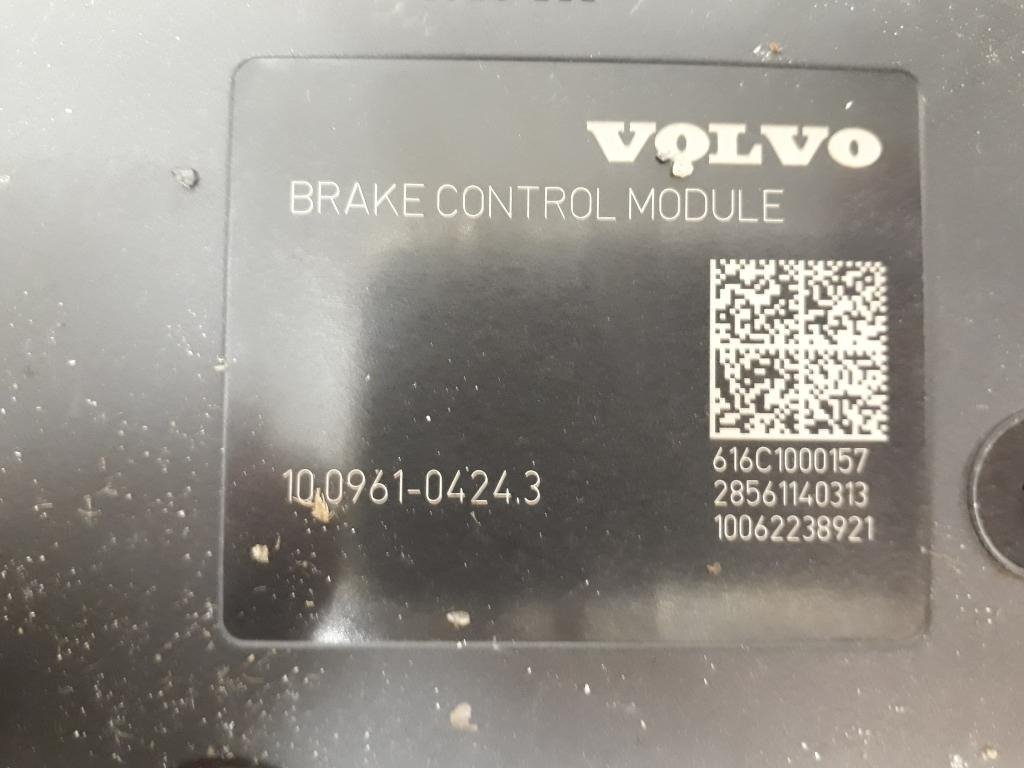 VOLVO
BRAKE CONTROL MODULE
616C1000157
10.0961-0424.3
28561140313
10062238921